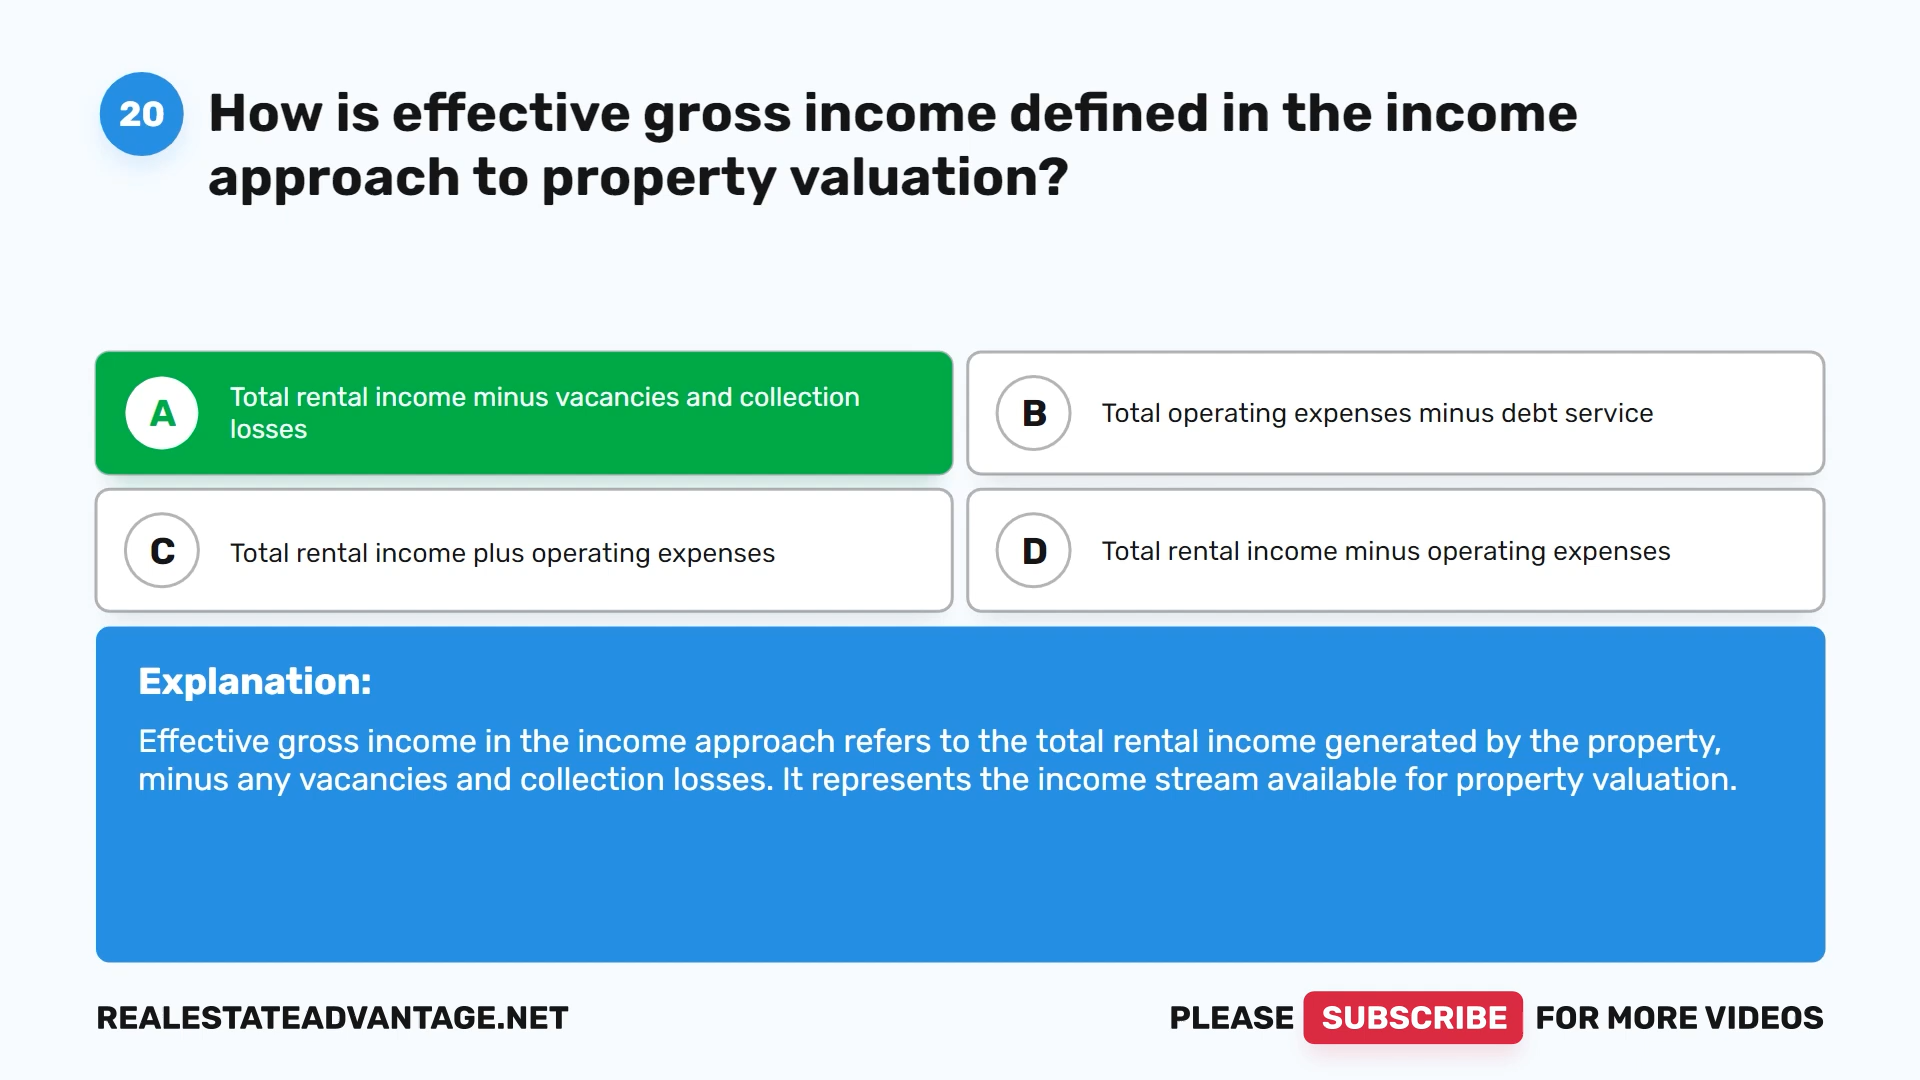 20
How is effective gross income defined in the income
approach to property valuation?
A
Total rental income minus vacancies and collection
losses
B
Total operating expenses minus debt service
C
Total rental income plus operating expenses
D
Total rental income minus operating expenses
Explanation:
Effective gross income in the income approach refers to the total rental income generated by the property,
minus any vacancies and collection losses. It represents the income stream available for property valuation.
REALESTATEADVANTAGE.NET
PLEASE SUBSCRIBE FOR MORE VIDEOS